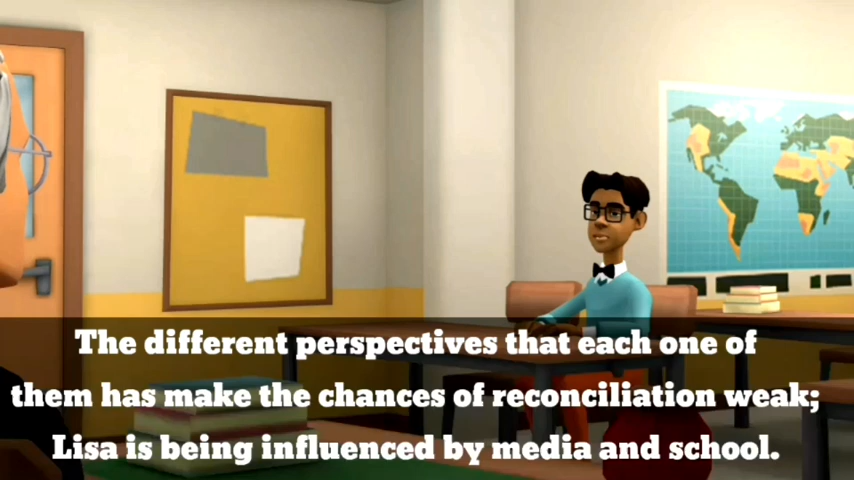 The different perspectives that each one of
them has make the chances of reconciliation weak;
Lisa is being influenced by media and school.